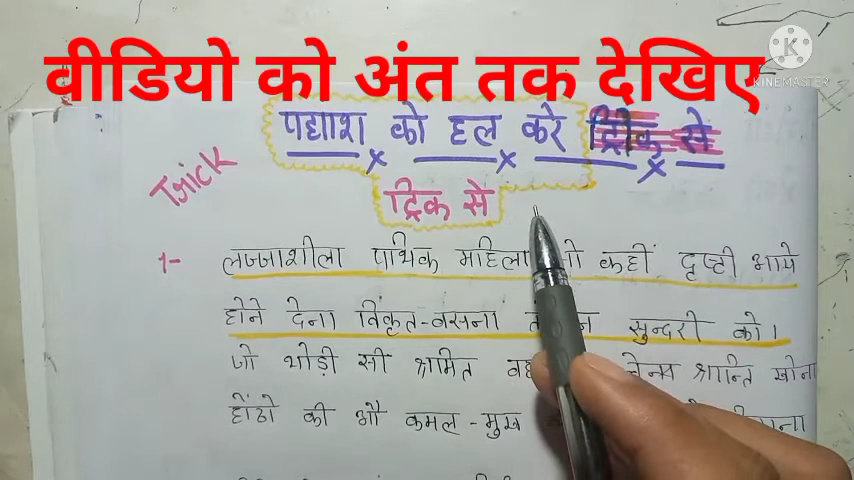 वीडियो को अंत तक देखिए
KINEMASTER
पद्याश को हल करे ट्रिक से
Trick
ट्रिक से
1- लज्जाशीला पथिक महिला कहीं दृष्टी आये
होने देना विकृत-वसना न सुन्दरी को।
जो थोड़ी सी श्रमित श्रान्ति खोना
होंठो की औ कमल-मुख